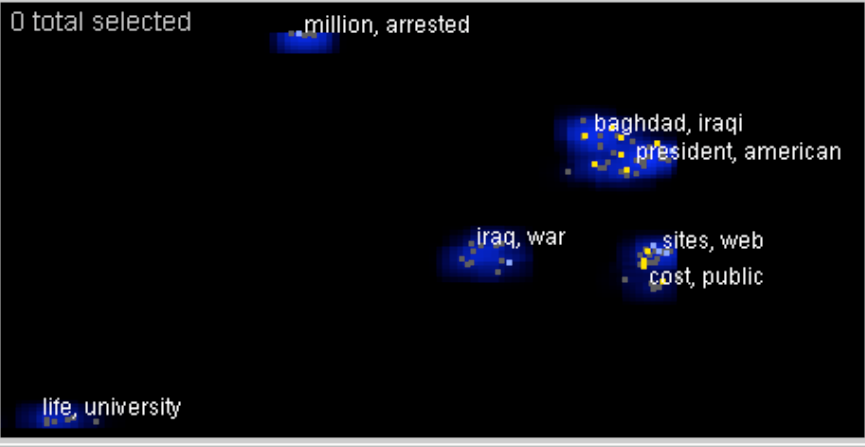 0 total selected
million, arrested
baghdad, iraqi
president, american
iraq, war
sites, web
cost, public
life, university